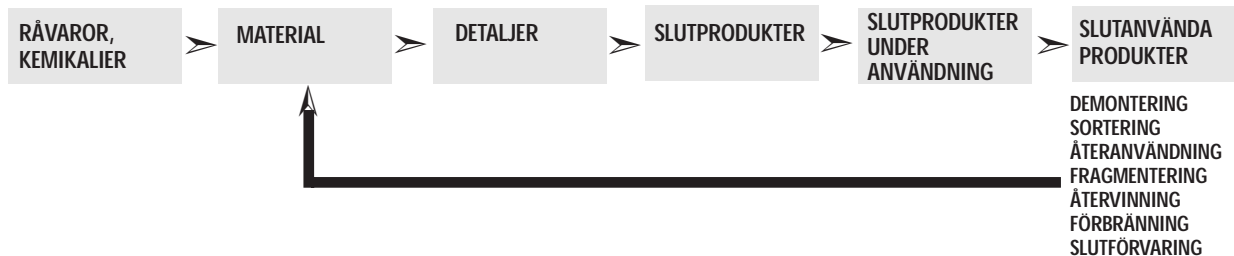 RÅVAROR,
KEMIKALIER
MATERIAL
DETALJER
SLUTPRODUKTER
SLUTPRODUKTER
UNDER
ANVÄNDNING
SLUTANVÄNDA
PRODUKTER
DEMONTERING
SORTERING
ÅTERANVÄNDNING
FRAGMENTERING
ÅTERVINNING
FÖRBRÄNNING
SLUTFÖRVARING